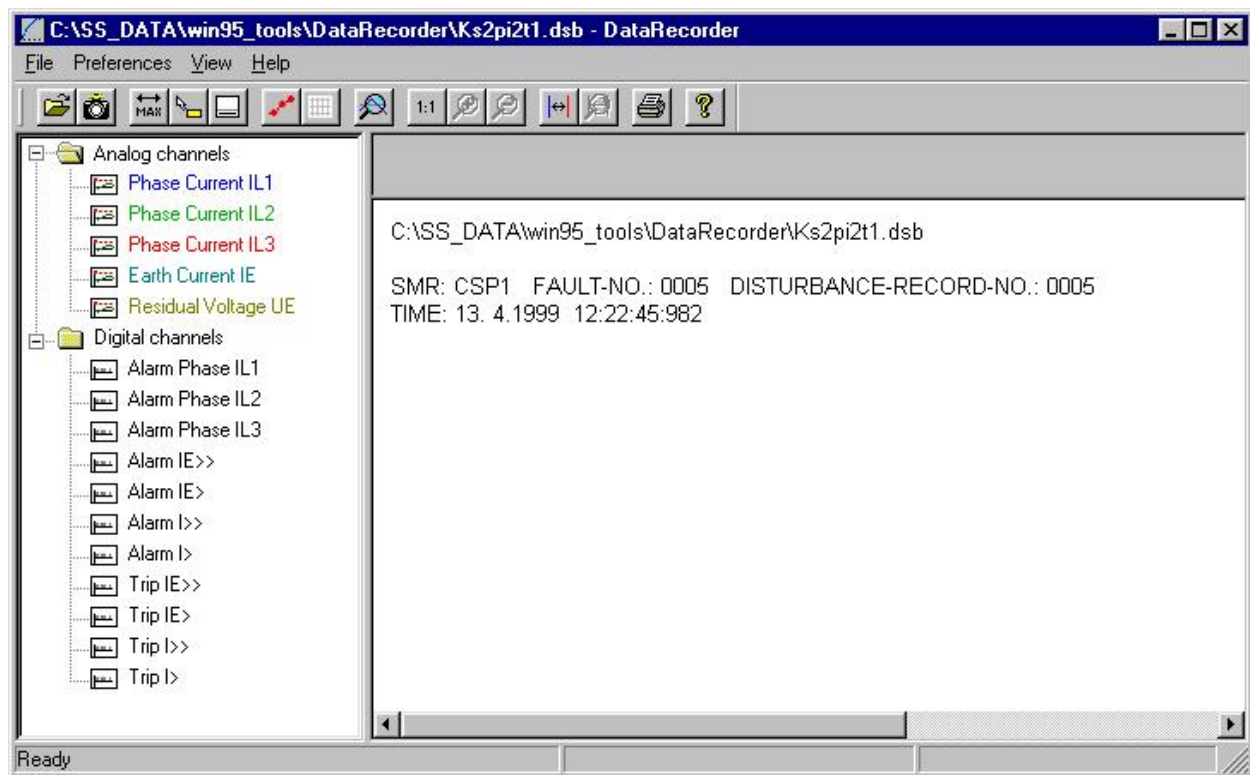 C:\SS_DATA\win95_tools\DataRecorder\Ks2pi2t1.dsb - DataRecorder
File Preferences View Help
MAX 1:1
Analog channels
Phase Current IL1
Phase Current IL2
Phase Current IL3
Earth Current IE
Residual Voltage UE
Digital channels
Alarm Phase IL1
Alarm Phase IL2
Alarm Phase IL3
Alarm IE>>
Alarm IE>
Alarm I>>
Alarm I>
Trip IE>>
Trip IE>
Trip I>>
Trip I>
C:\SS_DATA\win95_tools\DataRecorder\Ks2pi2t1.dsb
SMR: CSP1 FAULT-NO.: 0005 DISTURBANCE-RECORD-NO.: 0005
TIME: 13. 4.1999 12:22:45:982
Ready